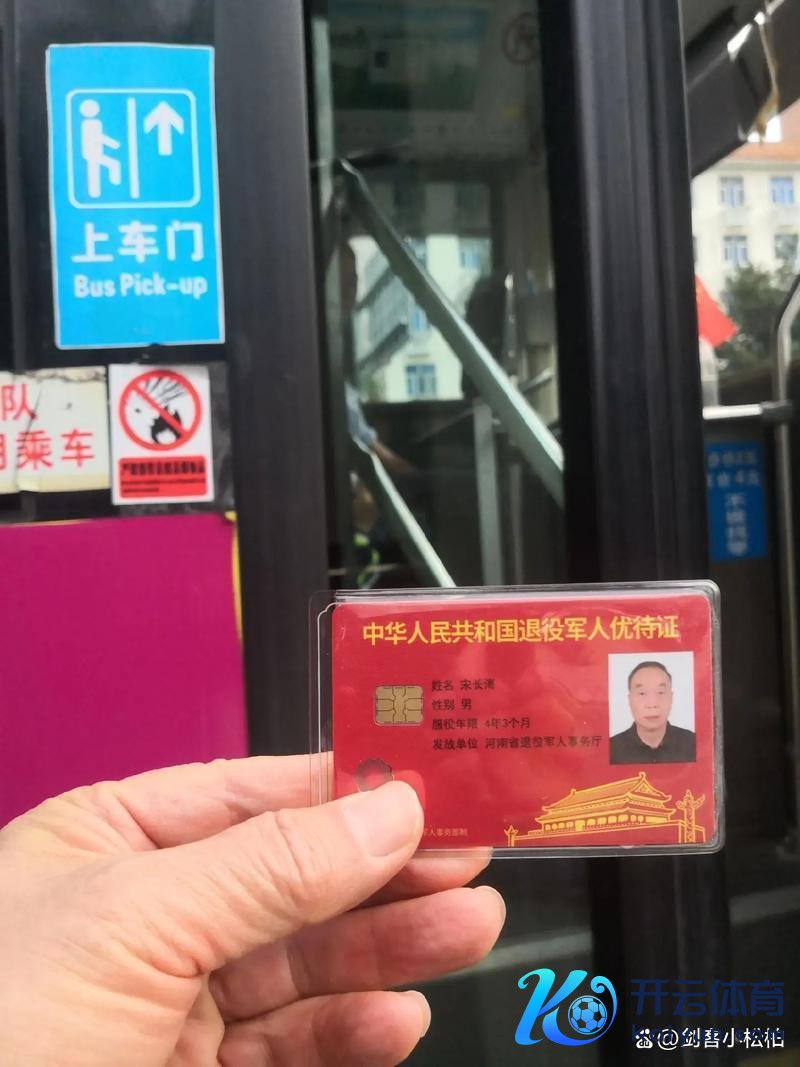 上车门
Bus Pick-up
队
乘车
中华人民共和国退役军人优待证
姓名 宋长清
性别 男
服役年限 4年3个月
发放单位 河南省退役军人事务厅
军人事务部制
开云体育